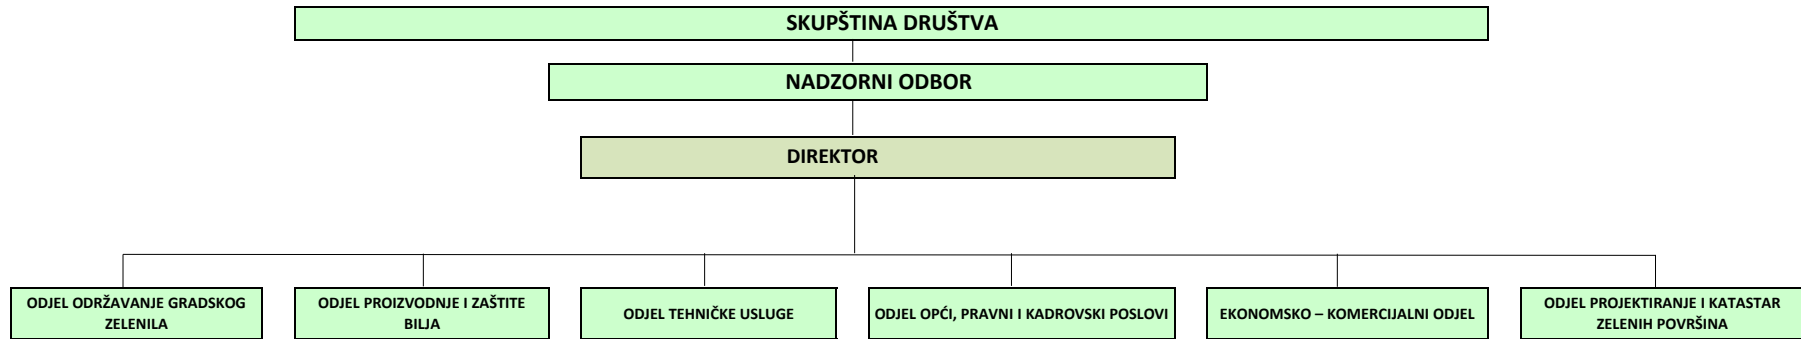 SKUPŠTINA DRUŠTVA
NADZORNI ODBOR
DIREKTOR
ODJEL ODRŽAVANJE GRADSKOG
ZELENILA
ODJEL PROIZVODNJE I ZAŠTITE
BILJA
ODJEL TEHNIČKE USLUGE
ODJEL OPĆI, PRAVNI I KADROVSKI POSLOVI
EKONOMSKO – KOMERCIJALNI ODJEL
ODJEL PROJEKTIRANJE I KATASTAR
ZELENIH POVRŠINA